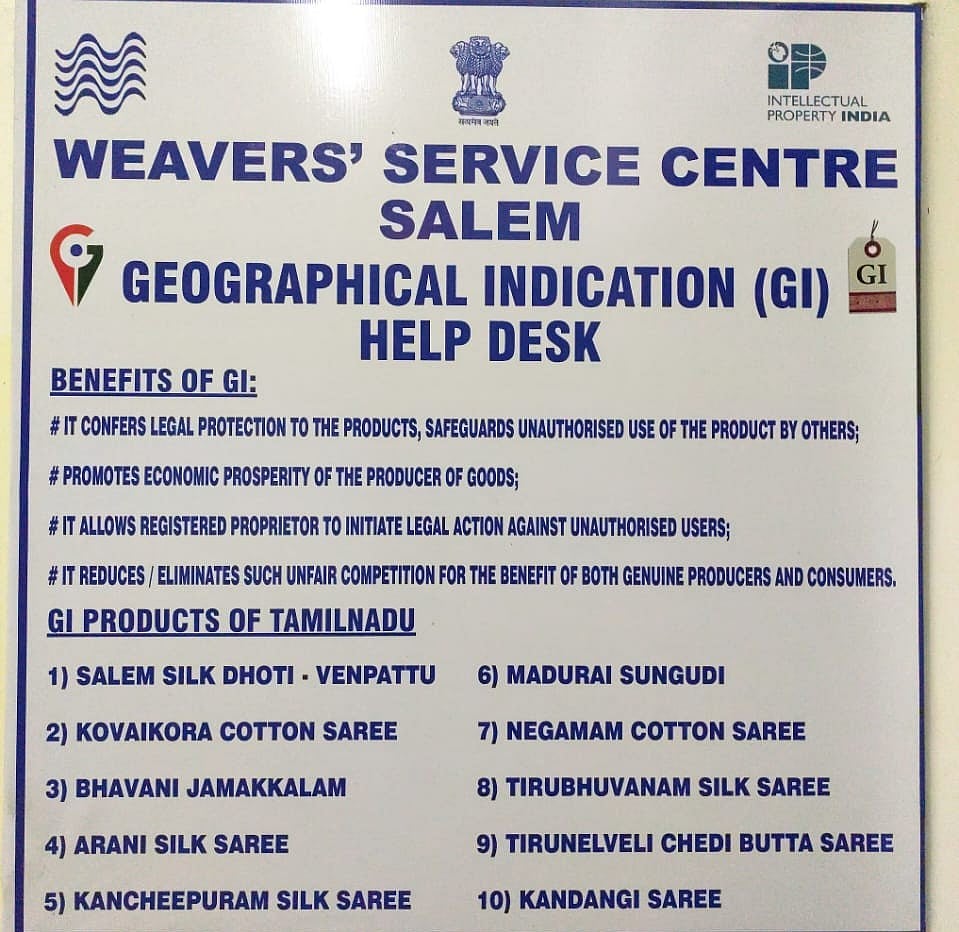 सत्यमेव जयते
INTELLECTUAL
PROPERTY INDIA
WEAVERS' SERVICE CENTRE
SALEM
GEOGRAPHICAL INDICATION (GI)
GI
HELP DESK
BENEFITS OF GI:
# IT CONFERS LEGAL PROTECTION TO THE PRODUCTS, SAFEGUARDS UNAUTHORISED USE OF THE PRODUCT BY OTHERS;
# PROMOTES ECONOMIC PROSPERITY OF THE PRODUCER OF GOODS;
# IT ALLOWS REGISTERED PROPRIETOR TO INITIATE LEGAL ACTION AGAINST UNAUTHORISED USERS;
# IT REDUCES / ELIMINATES SUCH UNFAIR COMPETITION FOR THE BENEFIT OF BOTH GENUINE PRODUCERS AND CONSUMERS.
GI PRODUCTS OF TAMILNADU
1) SALEM SILK DHOTI - VENPATTU
2) KOVAIKORA COTTON SAREE
3) BHAVANI JAMAKKALAM
4) ARANI SILK SAREE
5) KANCHEEPURAM SILK SAREE
6) MADURAI SUNGUDI
7) NEGAMAM COTTON SAREE
8) TIRUBHUVANAM SILK SAREE
9) TIRUNELVELI CHEDI BUTTA SAREE
10) KANDANGI SAREE